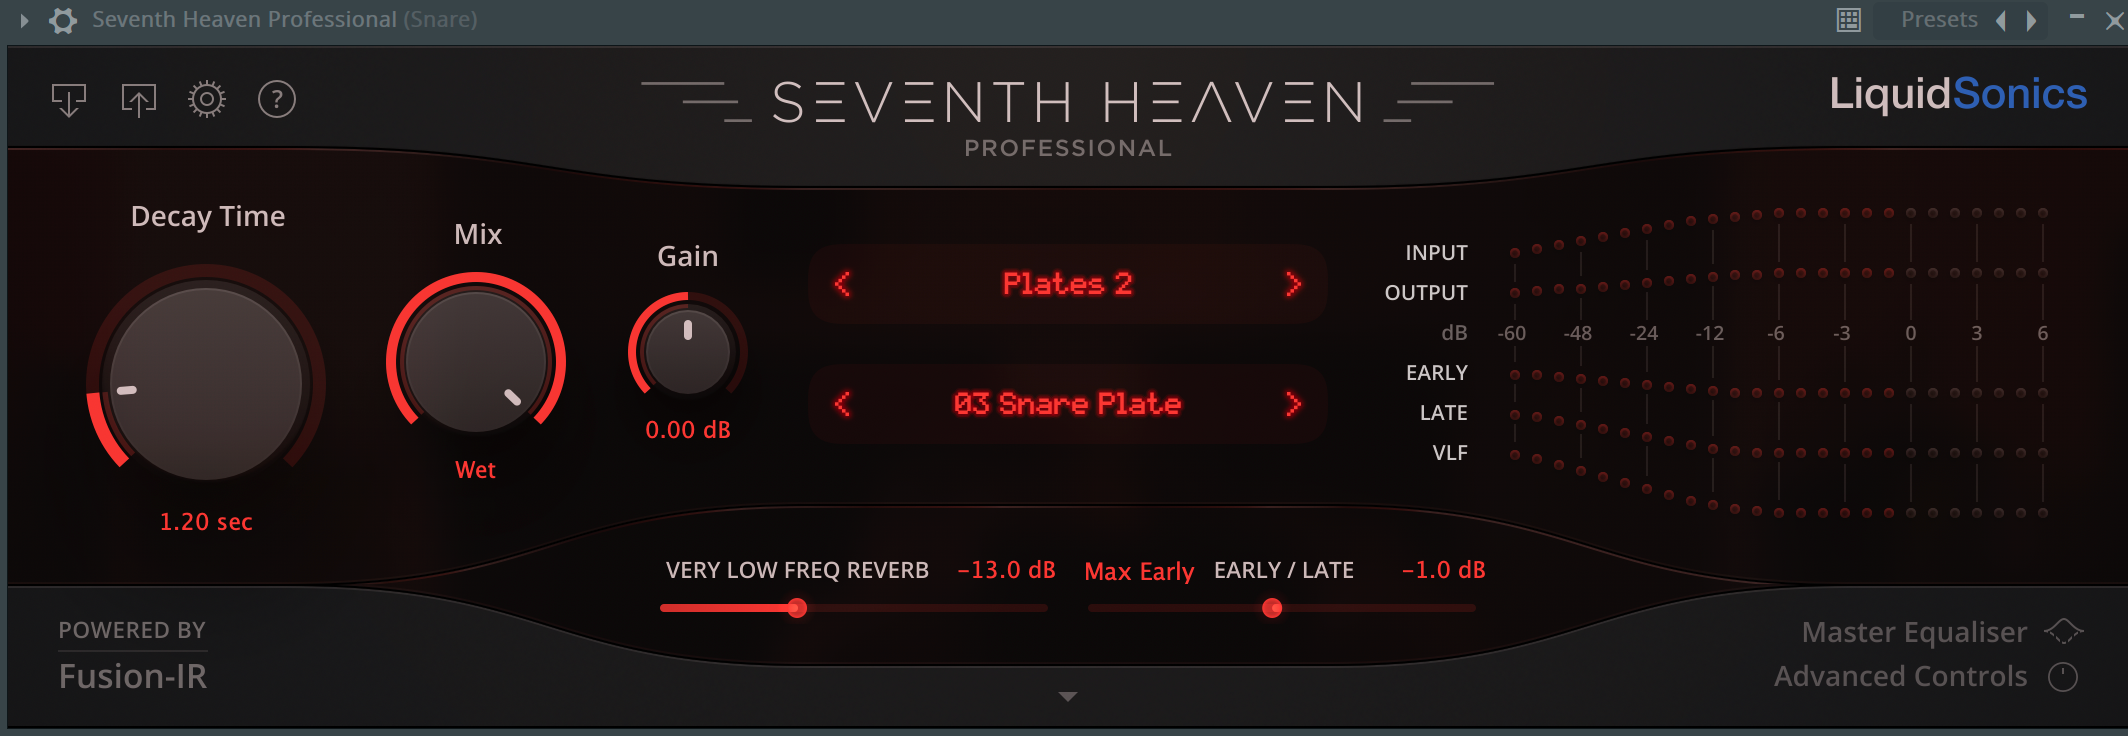 Seventh Heaven Professional (Snare)
Presets
?
SEVENTH HEAVEN
PROFESSIONAL
LiquidSonics
Decay Time
1.20 sec
Mix
Wet
Gain
0.00 dB
Plates 2
03 Snare Plate
INPUT
OUTPUT
dB -60 -48 -24 -12 -6 -3 0 3 6
EARLY
LATE
VLF
VERY LOW FREQ REVERB -13.0 dB
Max Early EARLY / LATE -1.0 dB
POWERED BY
Fusion-IR
Master Equaliser
Advanced Controls